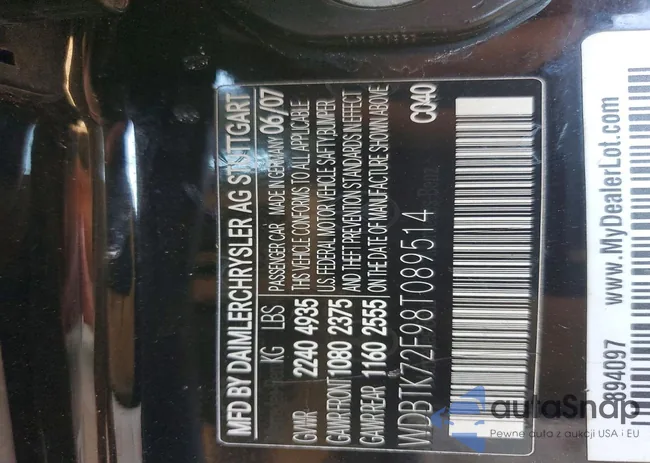 MFD BY DAIMLERCHRYSLER AG STUTTGART
KG LBS PASSENGER CAR MADE IN GERMANY 06/07
GVWR 2240 4935 THIS VEHICLE CONFORMS TO ALL APPLICABLE
U.S. FEDERAL MOTOR VEHICLE SAFETY BUMPER
GAWR-FRONT 1080 2375 AND THEFT PREVENTION STANDARDS IN EFFECT
GAWR-REAR 1160 2555 ON THE DATE OF MANUFACTURE SHOWN ABOVE
WDBTK72F98T089514 C040
www.MyDealerLot.com
894097
autoSnap
Pewne auta z aukcji USA i EU